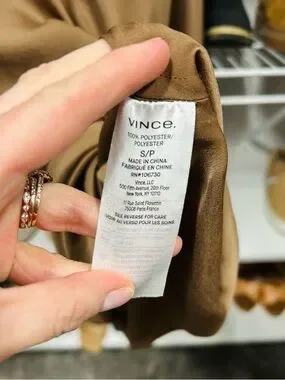 VINCE.
100% POLYESTER/
POLYESTER
S/P
MADE IN CHINA
FABRIQUÉ EN CHINE
RN#106730
Vince, LLC
500 Fifth Avenue, 20th Floor
New York, NY 10110
17 Rue Saint Florentin
75008 Paris France
SEE REVERSE FOR CARE
VOIR AU VERSO POUR LES SOINS